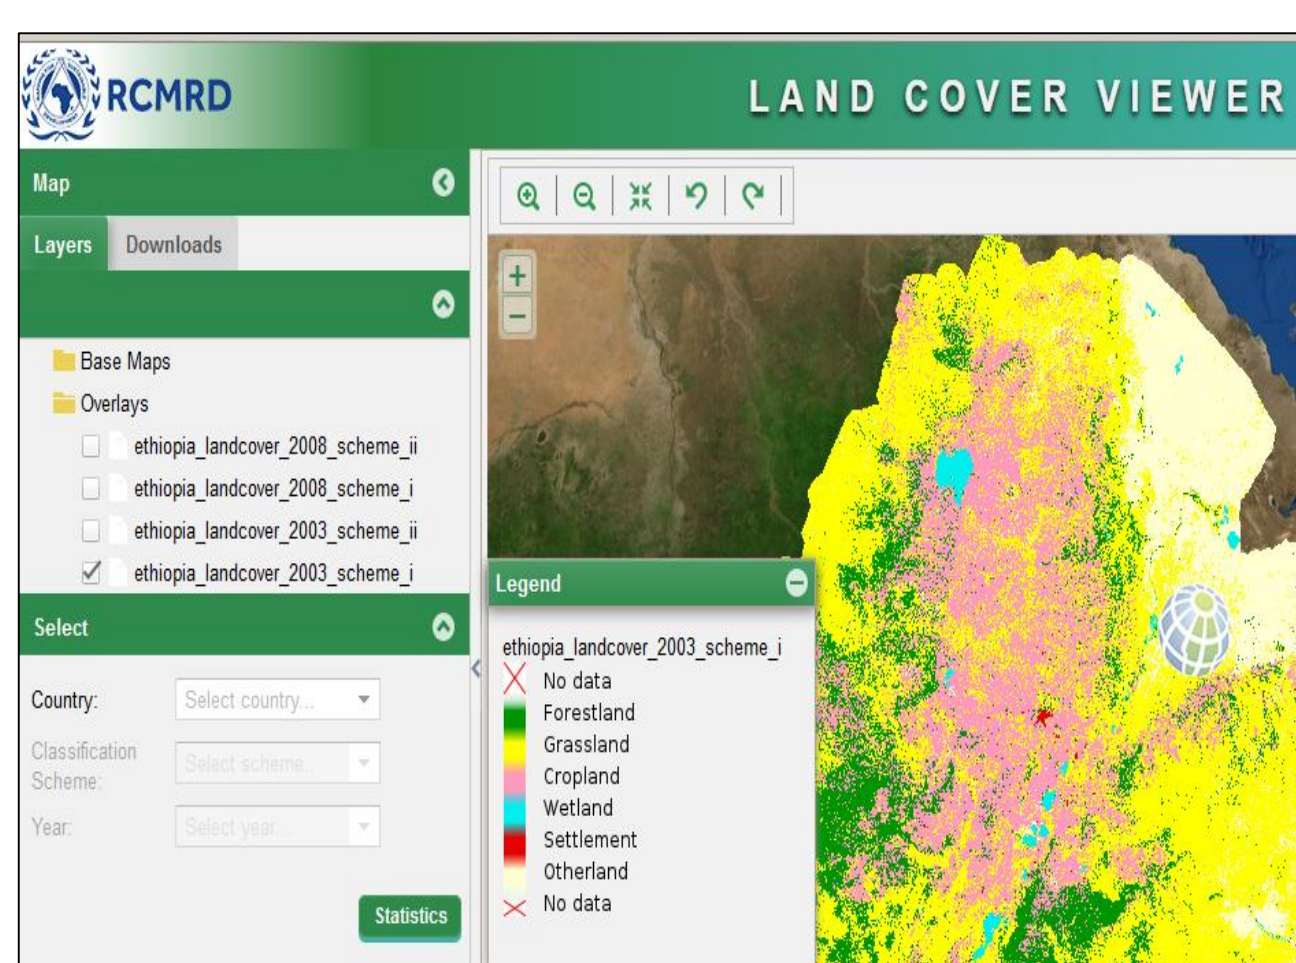 RCMRD
LAND COVER VIEWER
Map
Layers Downloads
Base Maps
Overlays
ethiopia_landcover_2008_scheme_ii
ethiopia_landcover_2008_scheme_i
ethiopia_landcover_2003_scheme_ii
ethiopia_landcover_2003_scheme_i
Select
Country: Select country...
Classification
Scheme: Select scheme...
Year: Select year...
Statistics
+
−
Legend
ethiopia_landcover_2003_scheme_i
No data
Forestland
Grassland
Cropland
Wetland
Settlement
Otherland
No data